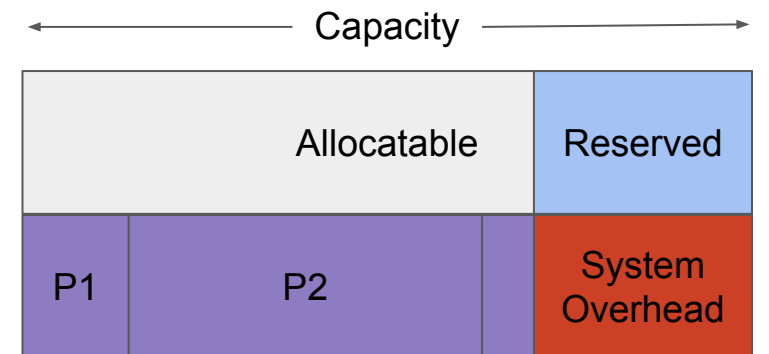 Capacity
Allocatable
Reserved
P1
P2
System
Overhead